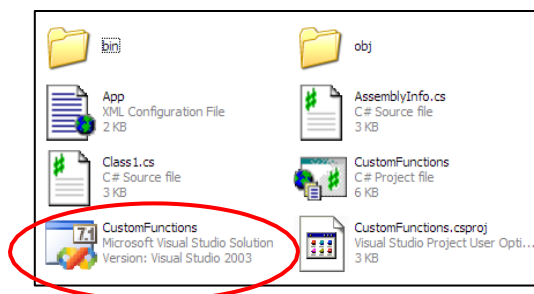 bin
obj
App
XML Configuration File
2 KB
AssemblyInfo.cs
C# Source file
3 KB
Class1.cs
C# Source file
3 KB
CustomFunctions
C# Project file
6 KB
7.1
CustomFunctions
Microsoft Visual Studio Solution
Version: Visual Studio 2003
CustomFunctions.csproj
Visual Studio Project User Opti...
3 KB